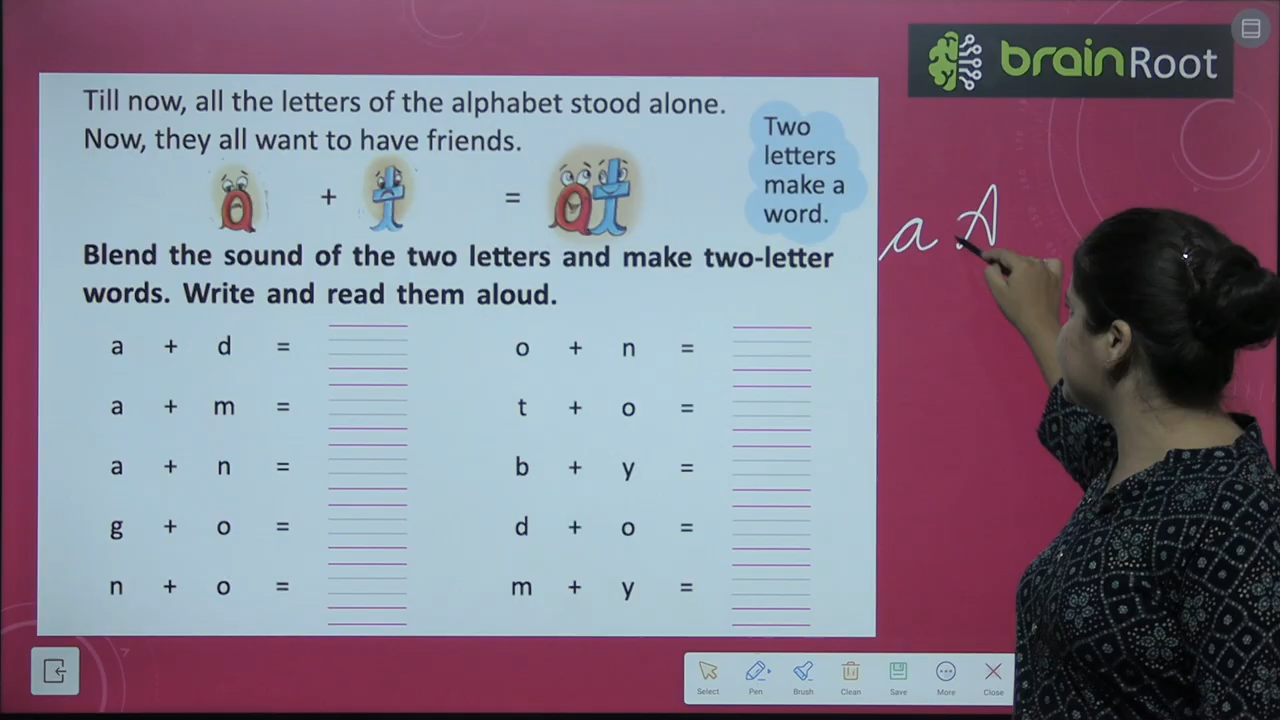 brainRoot
Till now, all the letters of the alphabet stood alone.
Now, they all want to have friends.
a + t = at
Two
letters
make a
word.
a A
Blend the sound of the two letters and make two-letter
words. Write and read them aloud.
a + d =
o + n =
a + m =
t + o =
a + n =
b + y =
g + o =
d + o =
n + o =
m + y =
Select Pen Brush Clean Save More Close